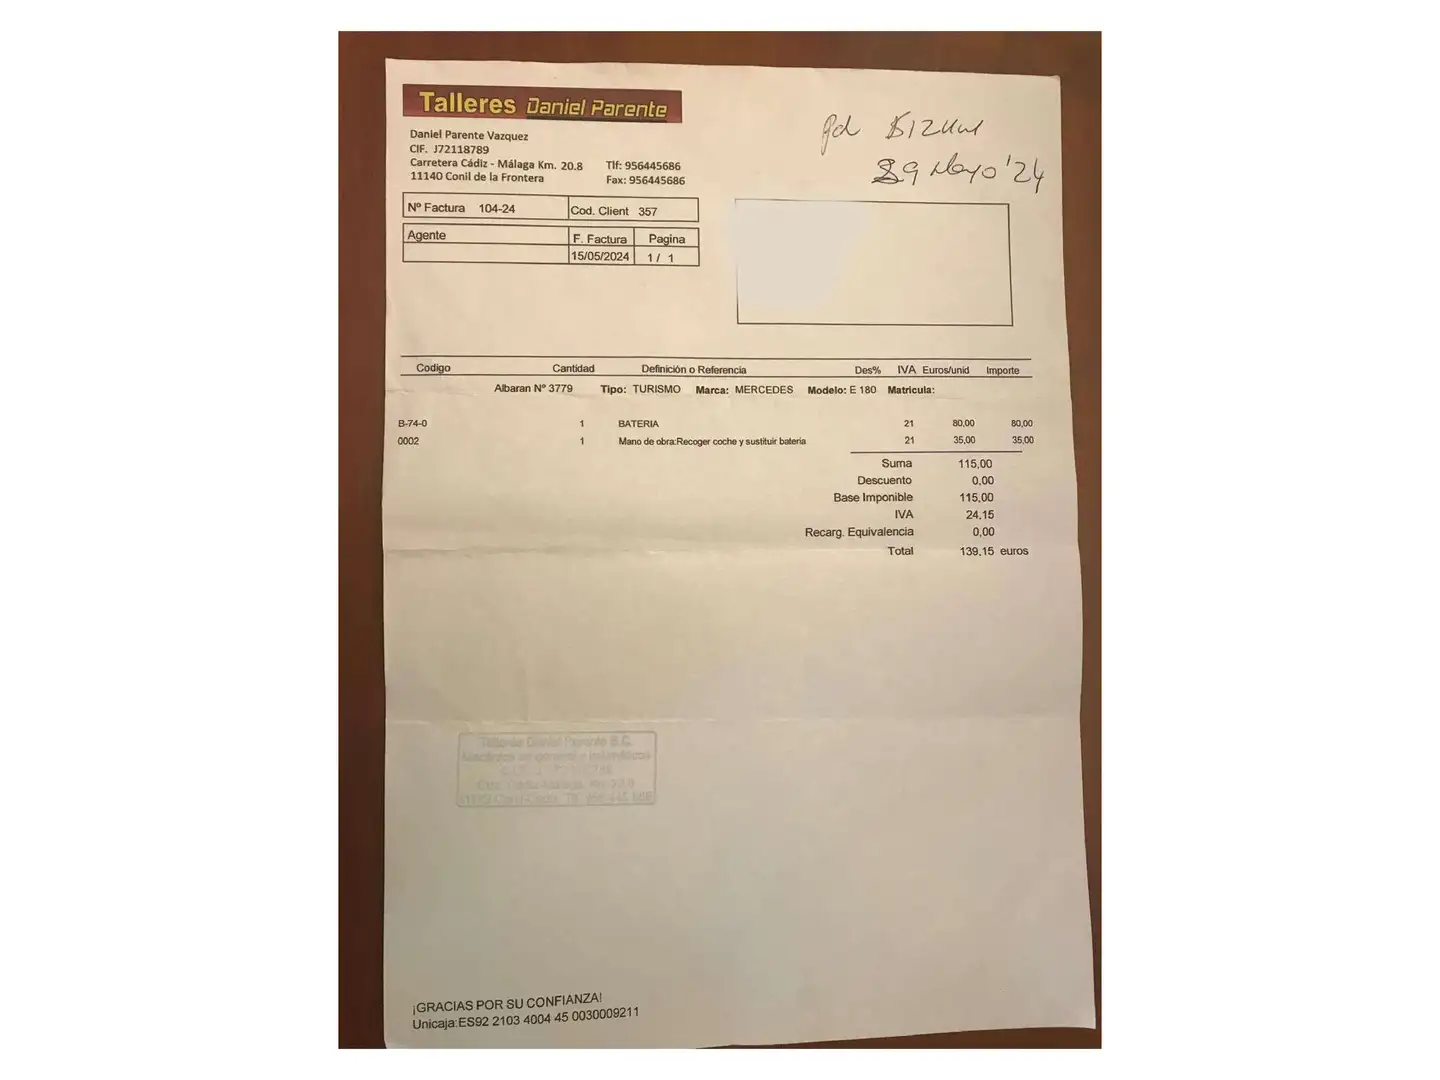 Talleres Daniel Parente
Daniel Parente Vazquez
CIF. J72118789
Carretera Cádiz - Málaga Km. 20.8 Tlf: 956445686
11140 Conil de la Frontera Fax: 956445686
pd BIZUM
9 Mayo '24
Nº Factura 104-24 Cod. Client 357
Agente F. Factura Pagina
15/05/2024 1 / 1
Codigo Cantidad Definición o Referencia Des% IVA Euros/unid Importe
Albaran Nº 3779 Tipo: TURISMO Marca: MERCEDES Modelo: E 180 Matricula:
B-74-0 1 BATERIA 21 80,00 80,00
0002 1 Mano de obra:Recoger coche y sustituir bateria 21 35,00 35,00
Suma 115,00
Descuento 0,00
Base Imponible 115,00
IVA 24,15
Recarg. Equivalencia 0,00
Total 139,15 euros
Talleres Daniel Parente S.C.
¡GRACIAS POR SU CONFIANZA!
Unicaja:ES92 2103 4004 45 0030009211